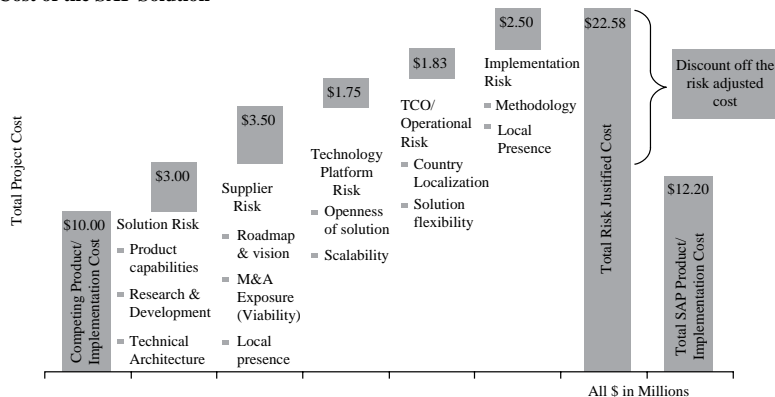 Cost of the SAP Solution
Total Project Cost
$10.00
Competing Product/
Implementation Cost
$3.00
Solution Risk
Product
capabilities
Research &
Development
Technical
Architecture
$3.50
Supplier
Risk
Roadmap
& vision
M&A
Exposure
(Viability)
Local
presence
$1.75
Technology
Platform
Risk
Openness
of solution
Scalability
$1.83
TCO/
Operational
Risk
Country
Localization
Solution
flexibility
$2.50
Implementation
Risk
Methodology
Local
Presence
$22.58
Total Risk Justified Cost
Discount off the
risk adjusted
cost
$12.20
Total SAP Product/
Implementation Cost
All $ in Millions